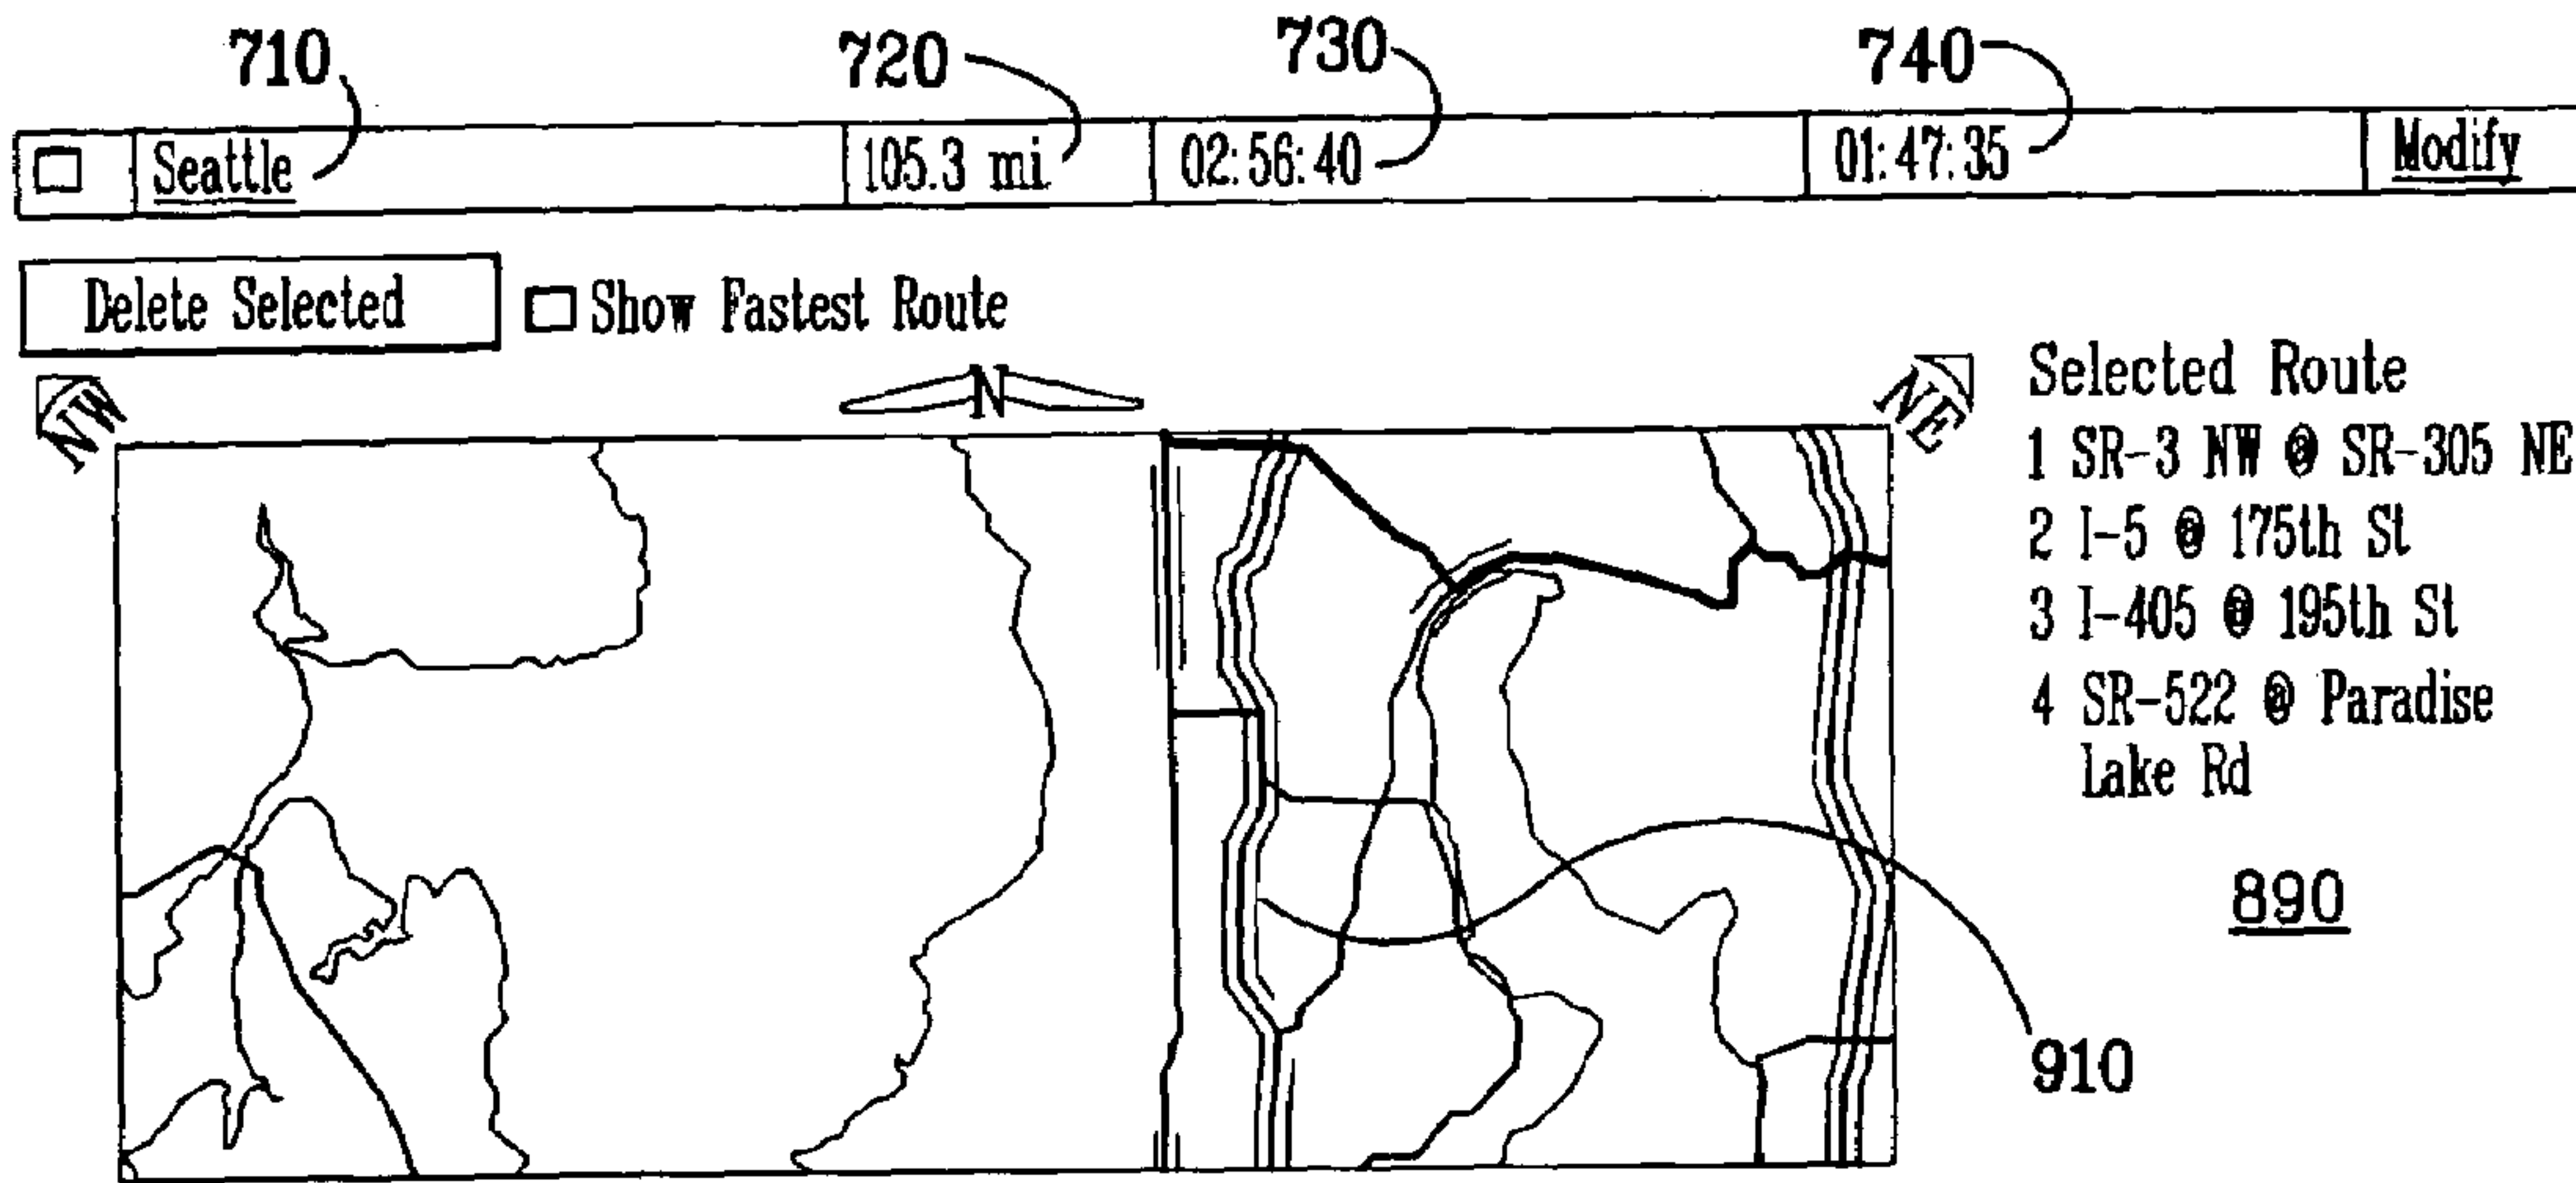 710 720 730 740
Seattle 105.3 mi 02:56:40 01:47:35 Modify
Delete Selected Show Fastest Route
NW N NE
Selected Route
1 SR-3 NW @ SR-305 NE
2 I-5 @ 175th St
3 I-405 @ 195th St
4 SR-522 @ Paradise
Lake Rd
890
910